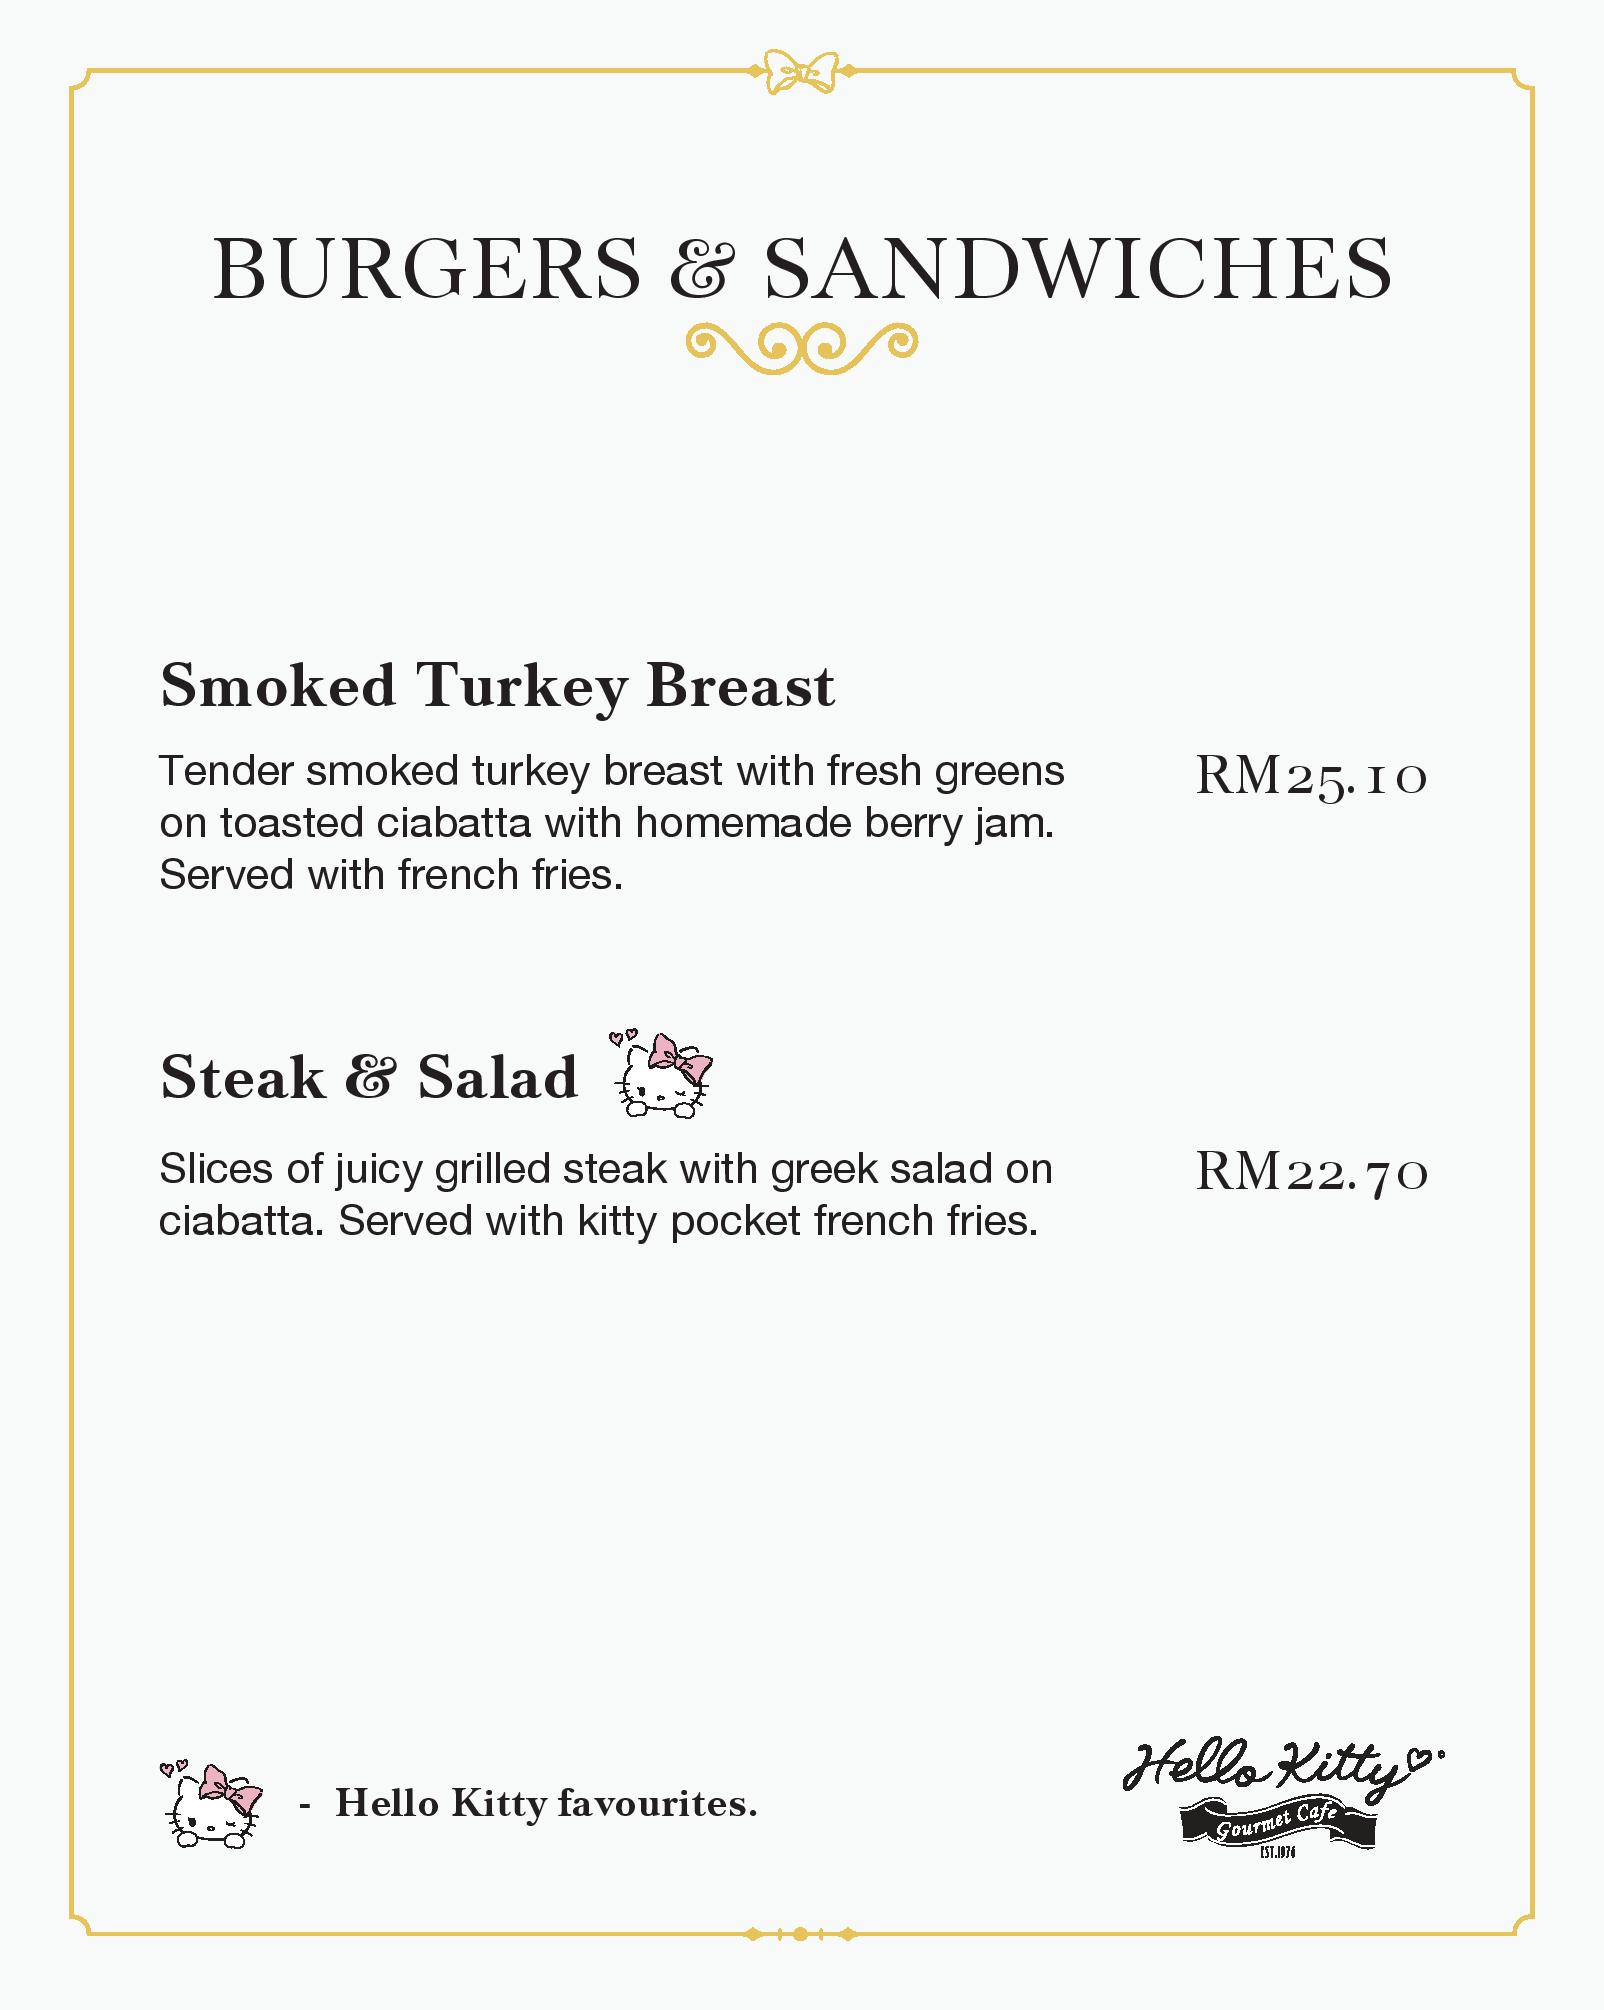 BURGERS & SANDWICHES
Smoked Turkey Breast
Tender smoked turkey breast with fresh greens
on toasted ciabatta with homemade berry jam.
Served with french fries.
RM25.10
Steak & Salad
Slices of juicy grilled steak with greek salad on
ciabatta. Served with kitty pocket french fries.
RM22.70
- Hello Kitty favourites.
Hello Kitty
Gourmet Cafe
EST.1976